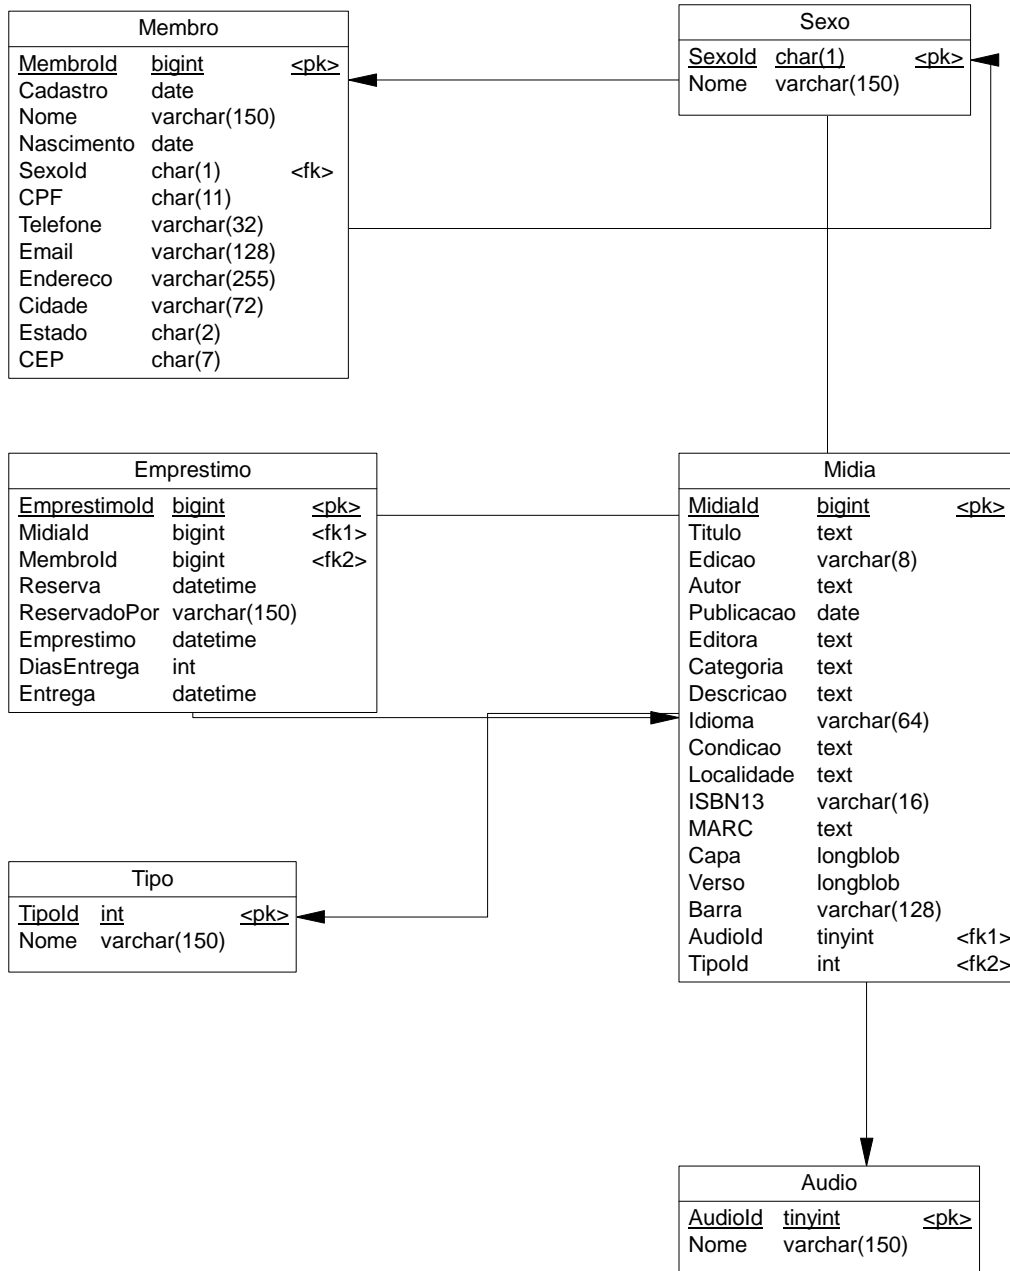 Membro
MembroId bigint <pk>
Cadastro date
Nome varchar(150)
Nascimento date
SexoId char(1) <fk>
CPF char(11)
Telefone varchar(32)
Email varchar(128)
Endereco varchar(255)
Cidade varchar(72)
Estado char(2)
CEP char(7)
Sexo
SexoId char(1) <pk>
Nome varchar(150)
Emprestimo
EmprestimoId bigint <pk>
MidiaId bigint <fk1>
MembroId bigint <fk2>
Reserva datetime
ReservadoPor varchar(150)
Emprestimo datetime
DiasEntrega int
Entrega datetime
Midia
MidiaId bigint <pk>
Titulo text
Edicao varchar(8)
Autor text
Publicacao date
Editora text
Categoria text
Descricao text
Idioma varchar(64)
Condicao text
Localidade text
ISBN13 varchar(16)
MARC text
Capa longblob
Verso longblob
Barra varchar(128)
AudioId tinyint <fk1>
TipoId int <fk2>
Tipo
TipoId int <pk>
Nome varchar(150)
Audio
AudioId tinyint <pk>
Nome varchar(150)